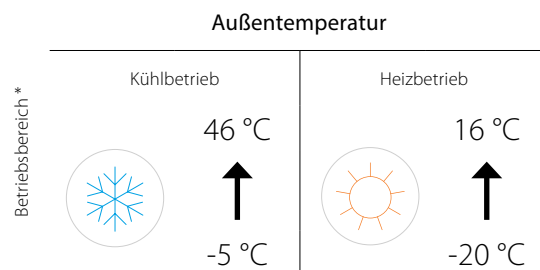 Außentemperatur
Betriebsbereich *
Kühlbetrieb
46 °C
-5 °C
Heizbetrieb
16 °C
-20 °C